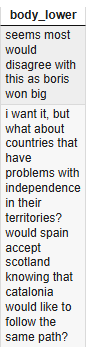 body_lower
seems most
would
disagree with
this as boris
won big
i want it, but
what about
countries that
have
problems with
independence
in their
territories?
would spain
accept
scotland
knowing that
catalonia
would like to
follow the
same path?